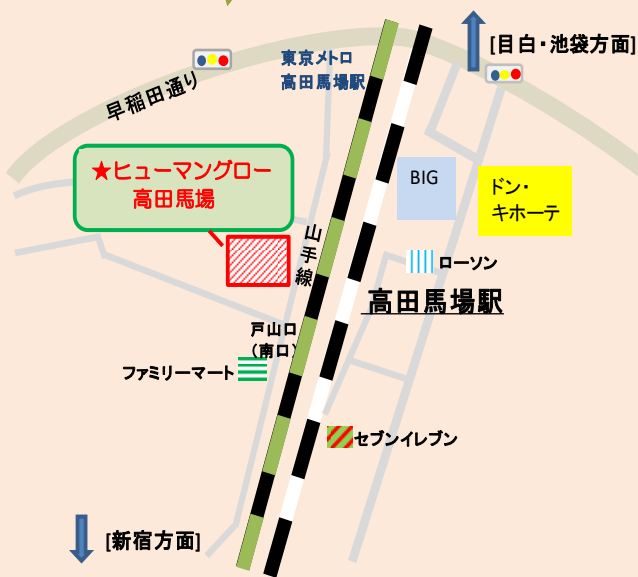 [目白・池袋方面]
東京メトロ
高田馬場駅
早稲田通り
★ヒューマングロー
高田馬場
BIG
ドン・
キホーテ
山手線
ローソン
高田馬場駅
戸山口
(南口)
ファミリーマート
セブンイレブン
[新宿方面]